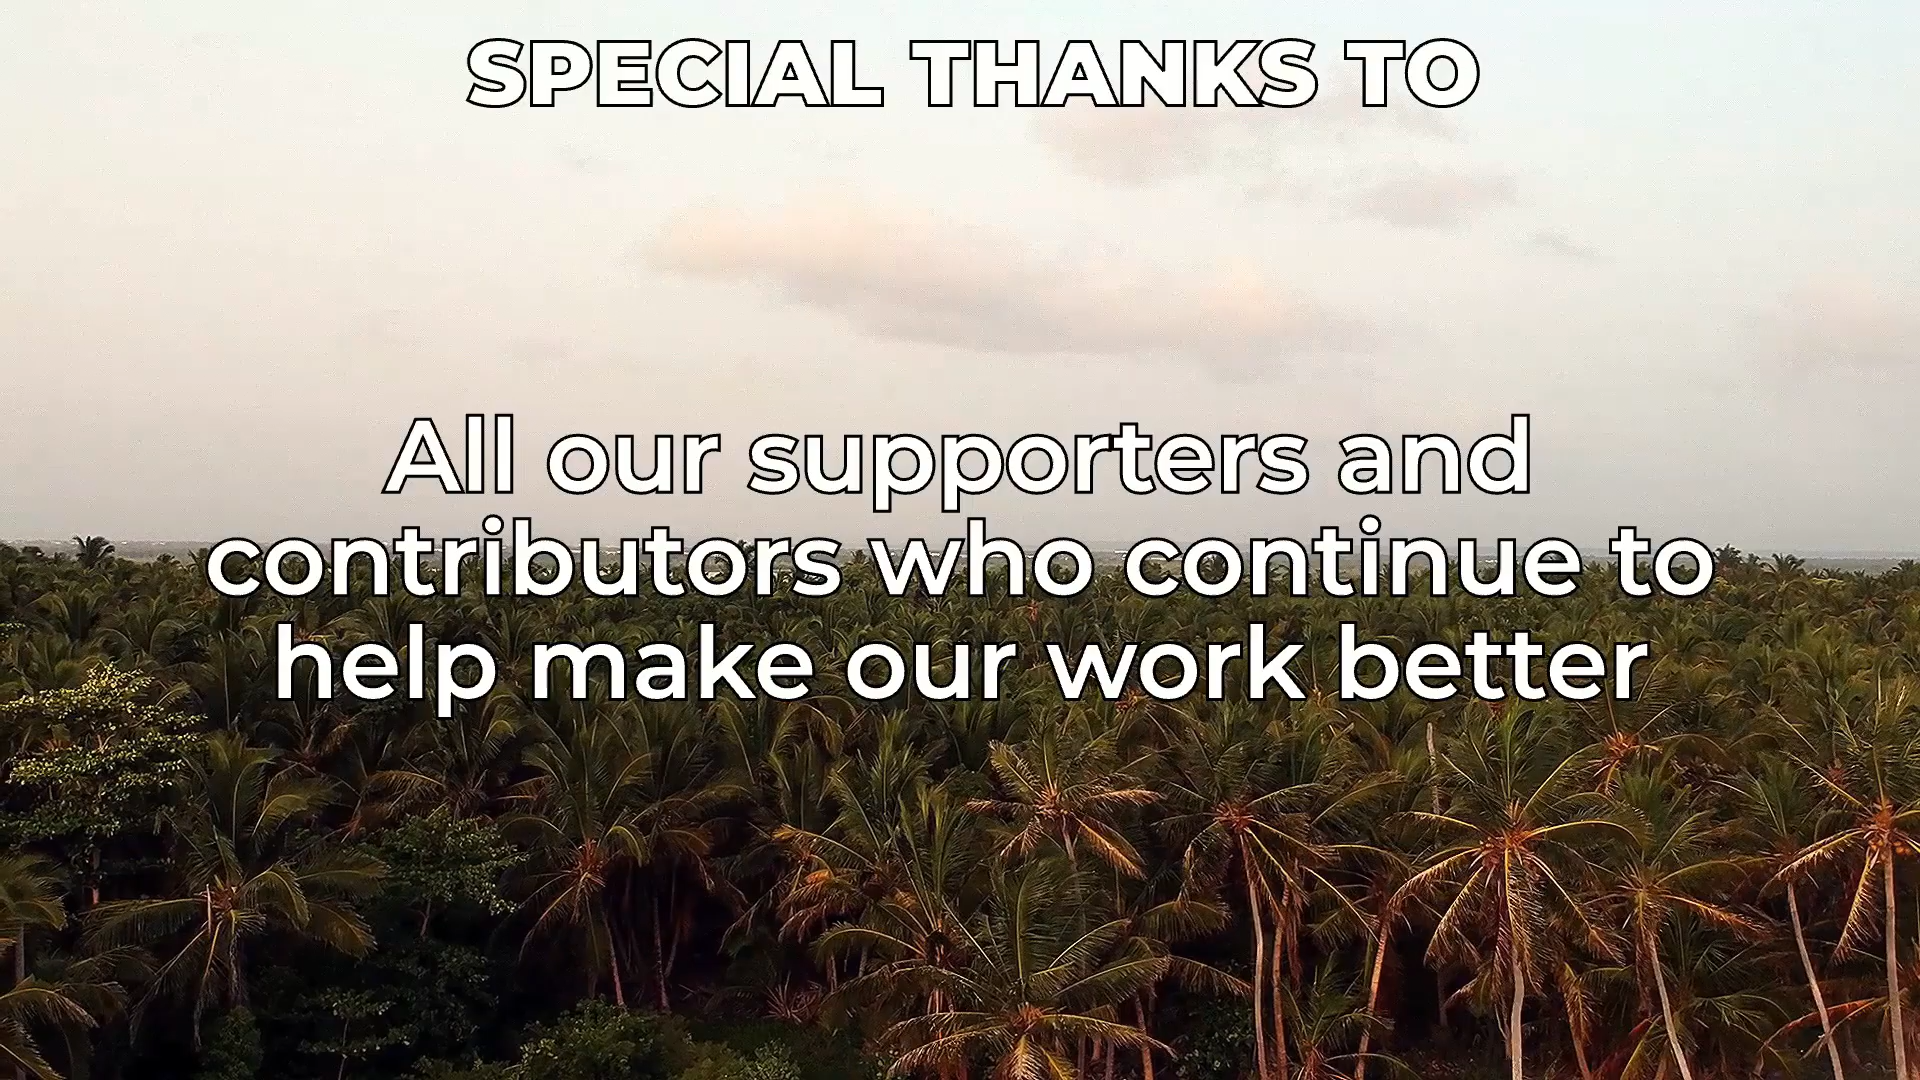 SPECIAL THANKS TO
All our supporters and
contributors who continue to
help make our work better